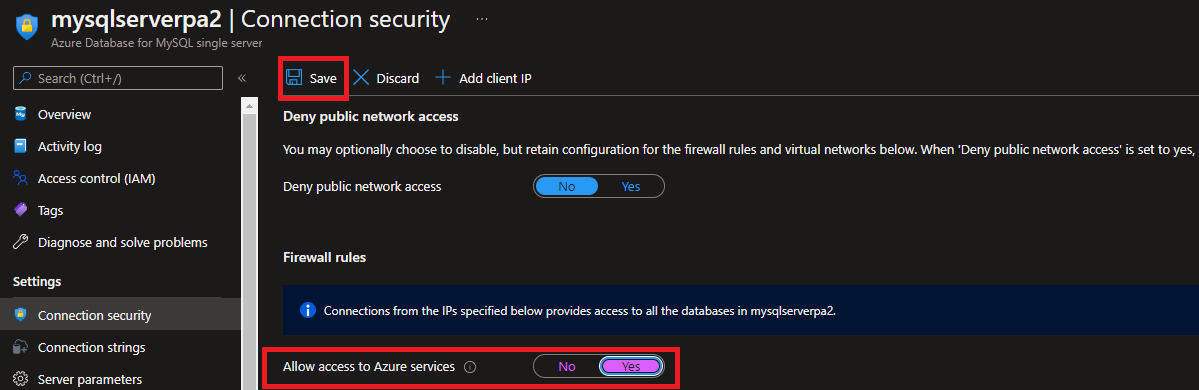 mysqlserverpa2 | Connection security ...
Azure Database for MySQL single server
Search (Ctrl+/)
«
Overview
Activity log
Access control (IAM)
Tags
Diagnose and solve problems
Settings
Connection security
Connection strings
Server parameters
Save Discard Add client IP
Deny public network access
You may optionally choose to disable, but retain configuration for the firewall rules and virtual networks below. When 'Deny public network access' is set to yes,
Deny public network access No Yes
Firewall rules
Connections from the IPs specified below provides access to all the databases in mysqlserverpa2.
Allow access to Azure services No Yes